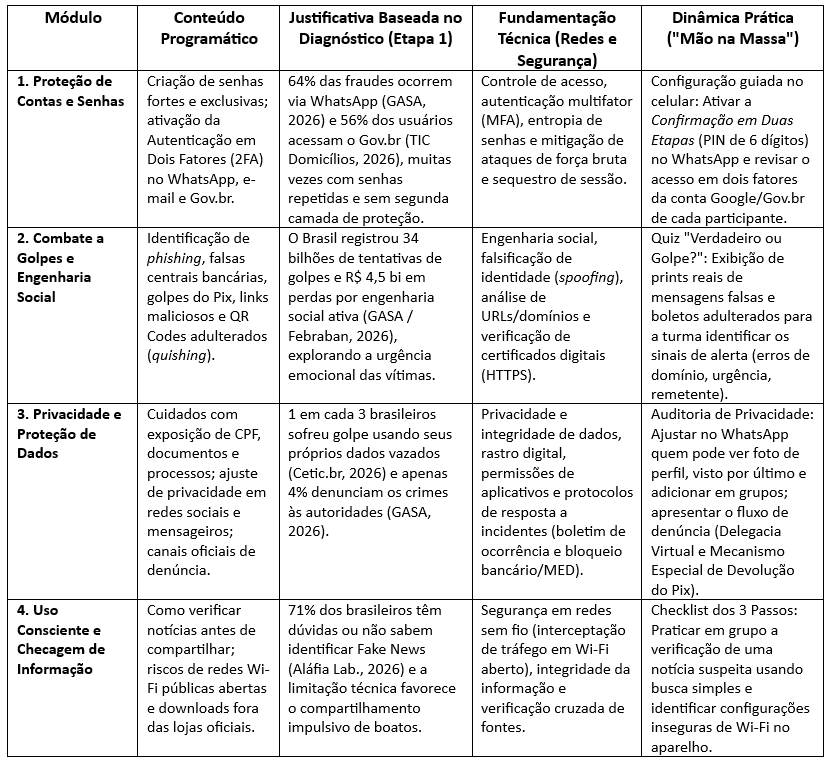 Módulo
Conteúdo
Programático
Justificativa Baseada no
Diagnóstico (Etapa 1)
Fundamentação
Técnica (Redes e
Segurança)
Dinâmica Prática
("Mão na Massa")
1. Proteção de
Contas e Senhas
Criação de senhas
fortes e exclusivas;
ativação da
Autenticação em
Dois Fatores (2FA)
no WhatsApp, e-
mail e Gov.br.
64% das fraudes ocorrem
via WhatsApp (GASA,
2026) e 56% dos usuários
acessam o Gov.br (TIC
Domicílios, 2026), muitas
vezes com senhas
repetidas e sem segunda
camada de proteção.
Controle de acesso,
autenticação multifator
(MFA), entropia de
senhas e mitigação de
ataques de força bruta
e sequestro de sessão.
Configuração guiada no
celular: Ativar a
Confirmação em Duas
Etapas (PIN de 6 dígitos)
no WhatsApp e revisar o
acesso em dois fatores
da conta Google/Gov.br
de cada participante.
2. Combate a
Golpes e
Engenharia
Social
Identificação de
phishing, falsas
centrais bancárias,
golpes do Pix, links
maliciosos e QR
Codes adulterados
(quishing).
O Brasil registrou 34
bilhões de tentativas de
golpes e R$ 4,5 bi em
perdas por engenharia
social ativa (GASA /
Febraban, 2026),
explorando a urgência
emocional das vítimas.
Engenharia social,
falsificação de
identidade (spoofing),
análise de
URLs/domínios e
verificação de
certificados digitais
(HTTPS).
Quiz "Verdadeiro ou
Golpe?": Exibição de
prints reais de
mensagens falsas e
boletos adulterados para
a turma identificar os
sinais de alerta (erros de
domínio, urgência,
remetente).
3. Privacidade e
Proteção de
Dados
Cuidados com
exposição de CPF,
documentos e
processos; ajuste
de privacidade em
redes sociais e
mensageiros;
canais oficiais de
denúncia.
1 em cada 3 brasileiros
sofreu golpe usando seus
próprios dados vazados
(Cetic.br, 2026) e apenas
4% denunciam os crimes
às autoridades (GASA,
2026).
Privacidade e
integridade de dados,
rastro digital,
permissões de
aplicativos e protocolos
de resposta a
incidentes (boletim de
ocorrência e bloqueio
bancário/MED).
Auditoria de Privacidade:
Ajustar no WhatsApp
quem pode ver foto de
perfil, visto por último e
adicionar em grupos;
apresentar o fluxo de
denúncia (Delegacia
Virtual e Mecanismo
Especial de Devolução
do Pix).
4. Uso
Consciente e
Checagem de
Informação
Como verificar
notícias antes de
compartilhar;
riscos de redes Wi-
Fi públicas abertas
e downloads fora
das lojas oficiais.
71% dos brasileiros têm
dúvidas ou não sabem
identificar Fake News
(Aláfia Lab., 2026) e a
limitação técnica favorece
o compartilhamento
impulsivo de boatos.
Segurança em redes
sem fio (interceptação
de tráfego em Wi-Fi
aberto), integridade da
informação e
verificação cruzada de
fontes.
Checklist dos 3 Passos:
Praticar em grupo a
verificação de uma
notícia suspeita usando
busca simples e
identificar configurações
inseguras de Wi-Fi no
aparelho.